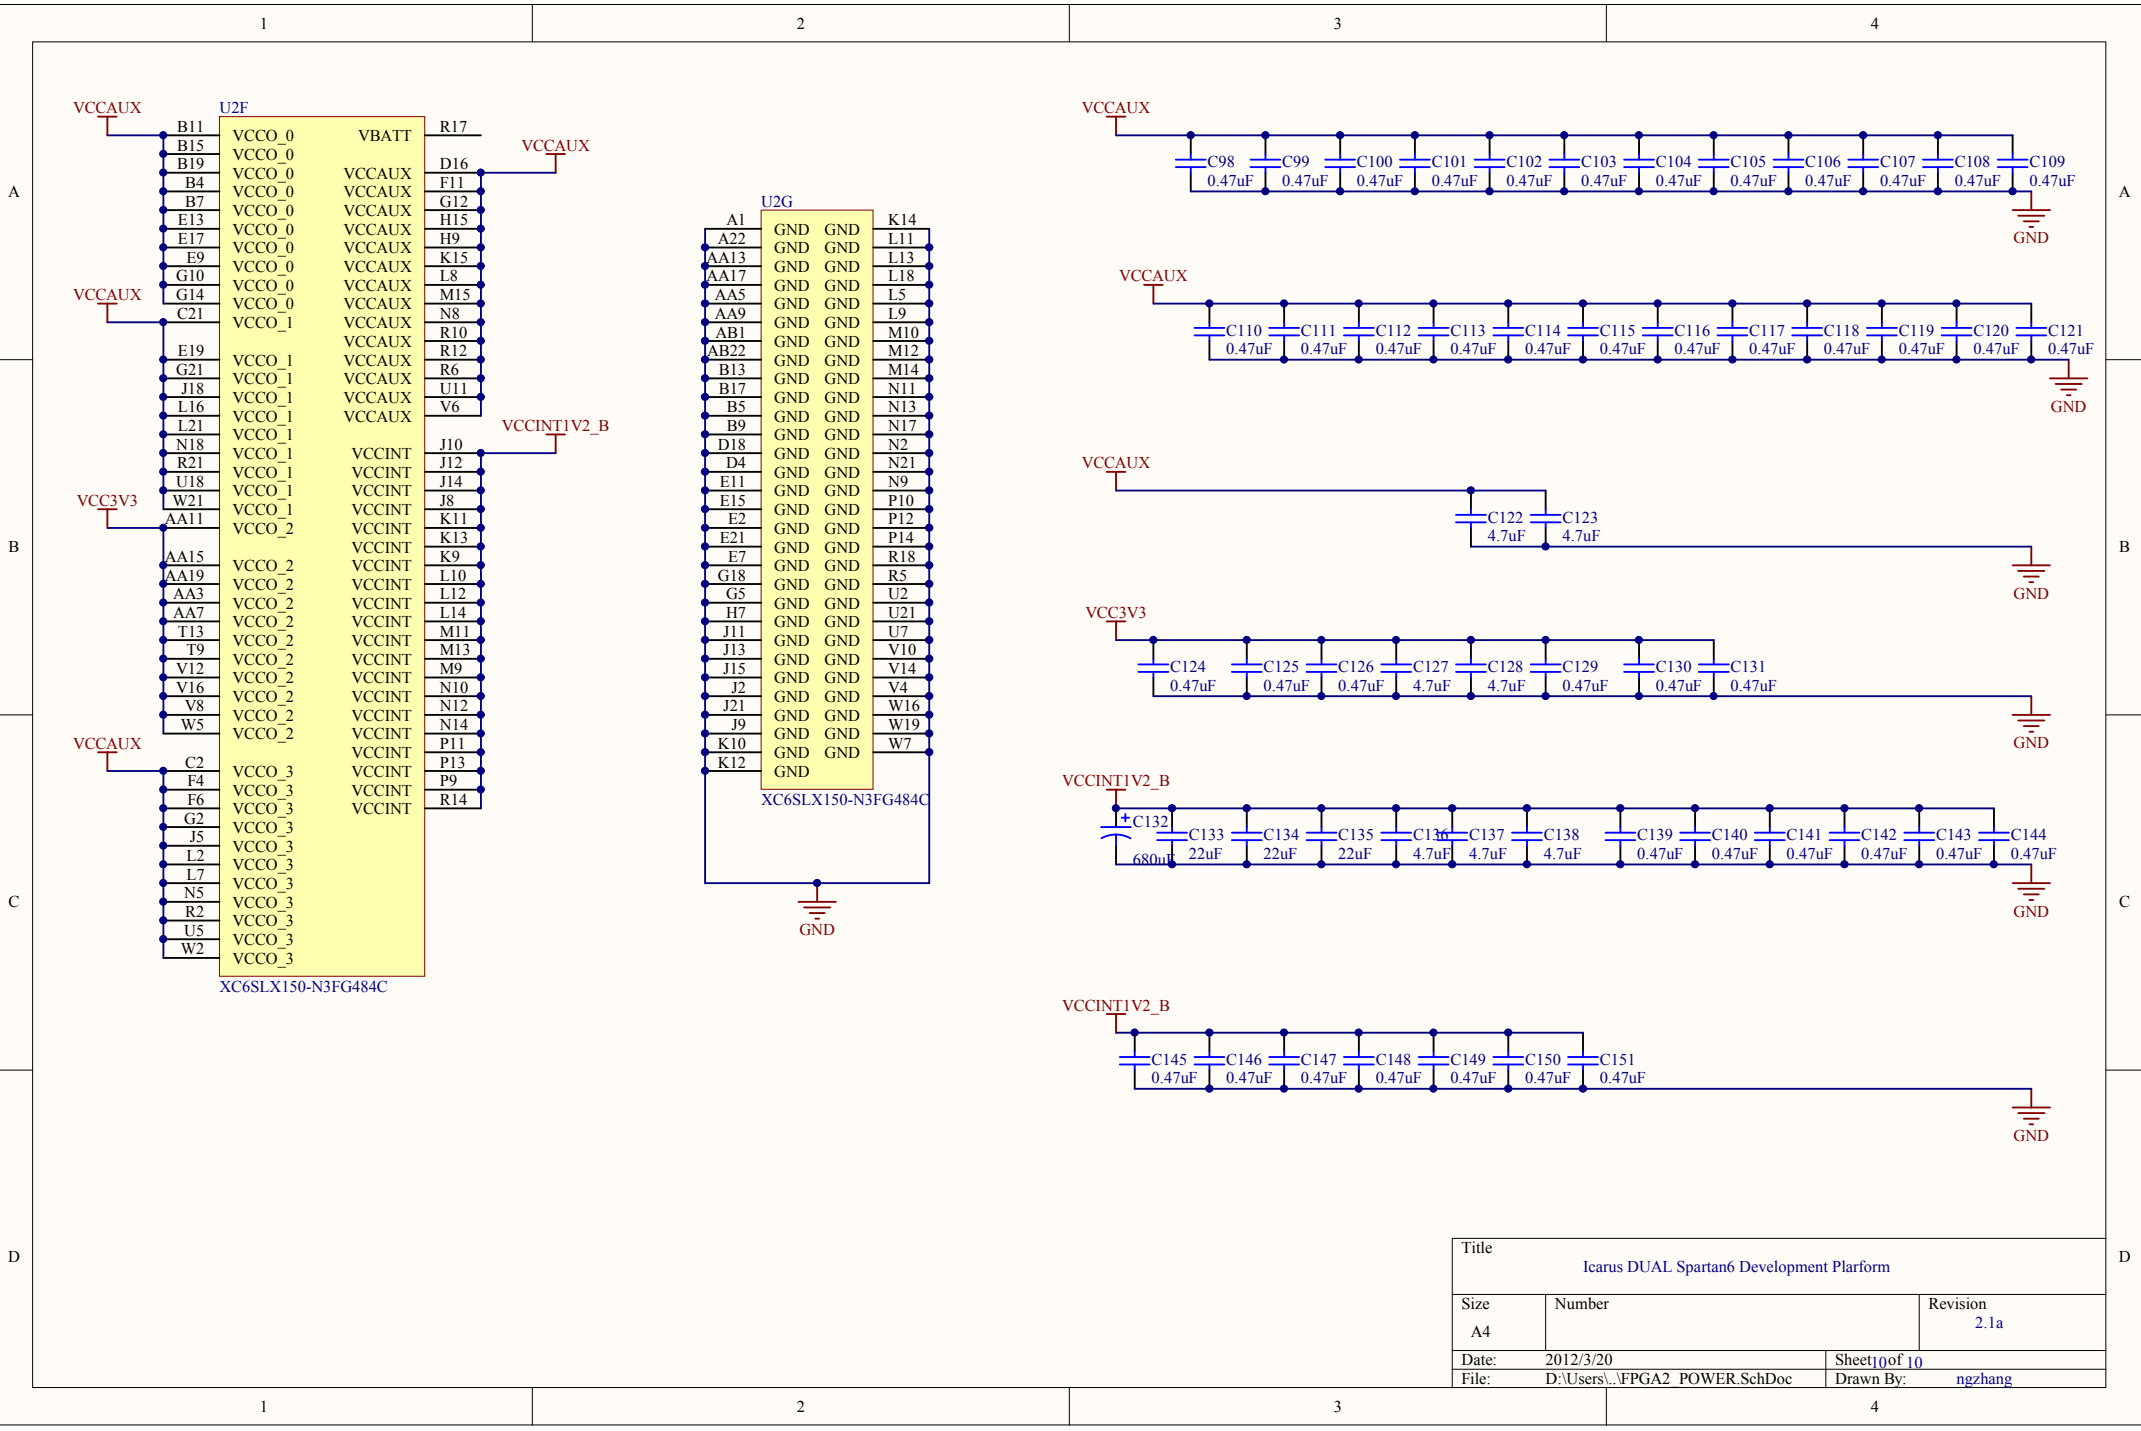 1 2 3 4
A
B
C
D
A
B
C
D
1 2 3 4
VCCAUX
VCCAUX
VCC3V3
VCCAUX
U2F
B11 VCCO_0 VBATT R17
B15 VCCO_0
B19 VCCO_0 VCCAUX D16
B4 VCCO_0 VCCAUX F11
B7 VCCO_0 VCCAUX G12
E13 VCCO_0 VCCAUX H15
E17 VCCO_0 VCCAUX H9
E9 VCCO_0 VCCAUX K15
G10 VCCO_0 VCCAUX L8
G14 VCCO_0 VCCAUX M15
C21 VCCO_1 VCCAUX N8
VCCAUX R10
E19 VCCO_1 VCCAUX R12
G21 VCCO_1 VCCAUX R6
J18 VCCO_1 VCCAUX U11
L16 VCCO_1 VCCAUX V6
L21 VCCO_1
N18 VCCO_1 VCCINT J10
R21 VCCO_1 VCCINT J12
U18 VCCO_1 VCCINT J14
W21 VCCO_1 VCCINT J8
AA11 VCCO_2 VCCINT K11
VCCINT K13
AA15 VCCO_2 VCCINT K9
AA19 VCCO_2 VCCINT L10
AA3 VCCO_2 VCCINT L12
AA7 VCCO_2 VCCINT L14
T13 VCCO_2 VCCINT M11
T9 VCCO_2 VCCINT M13
V12 VCCO_2 VCCINT M9
V16 VCCO_2 VCCINT N10
V8 VCCO_2 VCCINT N12
W5 VCCO_2 VCCINT N14
VCCINT P11
C2 VCCO_3 VCCINT P13
F4 VCCO_3 VCCINT P9
F6 VCCO_3 VCCINT R14
G2 VCCO_3
J5 VCCO_3
L2 VCCO_3
L7 VCCO_3
N5 VCCO_3
R2 VCCO_3
U5 VCCO_3
W2 VCCO_3
XC6SLX150-N3FG484C
VCCAUX
VCCINT1V2_B
U2G
A1 GND GND K14
A22 GND GND L11
AA13 GND GND L13
AA17 GND GND L18
AA5 GND GND L5
AA9 GND GND L9
AB1 GND GND M10
AB22 GND GND M12
B13 GND GND M14
B17 GND GND N11
B5 GND GND N13
B9 GND GND N17
D18 GND GND N2
D4 GND GND N21
E11 GND GND N9
E15 GND GND P10
E2 GND GND P12
E21 GND GND P14
E7 GND GND R18
G18 GND GND R5
G5 GND GND U2
H7 GND GND U21
J11 GND GND U7
J13 GND GND V10
J15 GND GND V14
J2 GND GND V4
J21 GND GND W16
J9 GND GND W19
K10 GND GND W7
K12 GND
XC6SLX150-N3FG484C
GND
VCCAUX
C98 C99 C100 C101 C102 C103 C104 C105 C106 C107 C108 C109
0.47uF 0.47uF 0.47uF 0.47uF 0.47uF 0.47uF 0.47uF 0.47uF 0.47uF 0.47uF 0.47uF 0.47uF
GND
VCCAUX
C110 C111 C112 C113 C114 C115 C116 C117 C118 C119 C120 C121
0.47uF 0.47uF 0.47uF 0.47uF 0.47uF 0.47uF 0.47uF 0.47uF 0.47uF 0.47uF 0.47uF 0.47uF
GND
VCCAUX
C122 C123
4.7uF 4.7uF
GND
VCC3V3
C124 C125 C126 C127 C128 C129 C130 C131
0.47uF 0.47uF 0.47uF 4.7uF 4.7uF 0.47uF 0.47uF 0.47uF
GND
VCCINT1V2_B
+ C132 C133 C134 C135 C136 C137 C138 C139 C140 C141 C142 C143 C144
680uF 22uF 22uF 22uF 4.7uF 4.7uF 4.7uF 0.47uF 0.47uF 0.47uF 0.47uF 0.47uF 0.47uF
GND
VCCINT1V2_B
C145 C146 C147 C148 C149 C150 C151
0.47uF 0.47uF 0.47uF 0.47uF 0.47uF 0.47uF 0.47uF
GND
Title
Icarus DUAL Spartan6 Development Plarform
Size Number Revision
A4 2.1a
Date: 2012/3/20 Sheet 10 of 10
File: D:\Users\..\FPGA2_POWER.SchDoc Drawn By: ngzhang